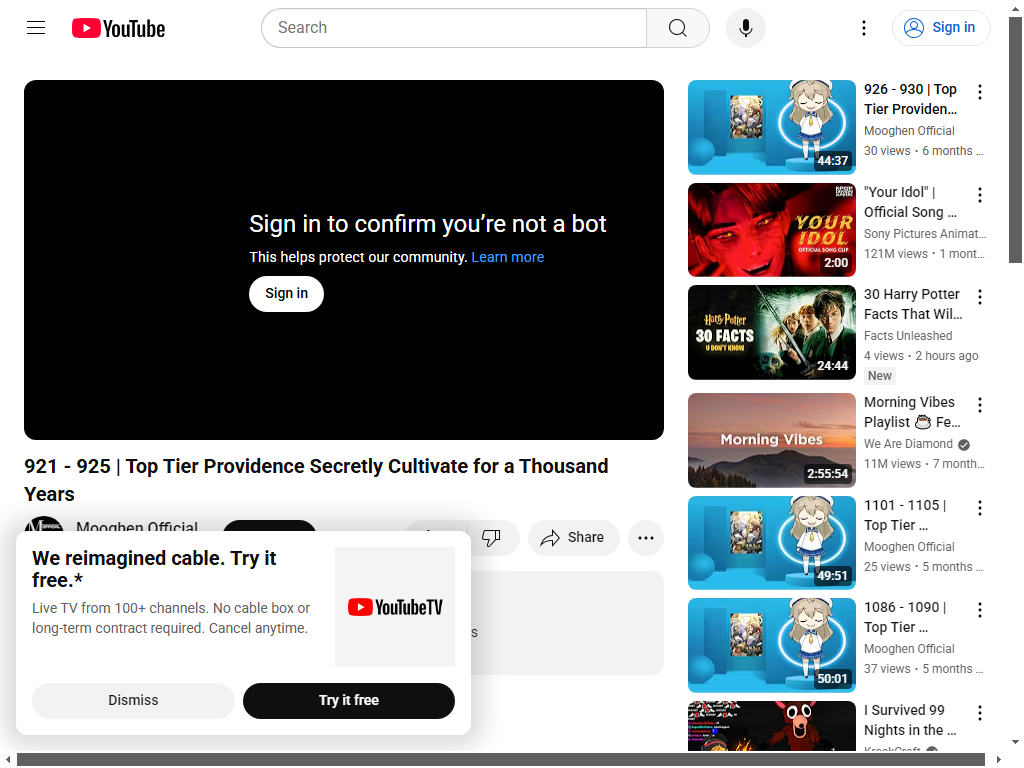 YouTube
Search
Sign in
Sign in to confirm you're not a bot
This helps protect our community. Learn more
Sign in
921 - 925 | Top Tier Providence Secretly Cultivate for a Thousand
Years
Mooghen Official
Share
We reimagined cable. Try it
free.*
Live TV from 100+ channels. No cable box or
long-term contract required. Cancel anytime.
YouTubeTV
Dismiss
Try it free
s
44:37
926 - 930 | Top
Tier Providen...
Mooghen Official
30 views • 6 months ...
YOUR
IDOL
OFFICIAL SONG CLIP
2:00
"Your Idol" |
Official Song ...
Sony Pictures Animat...
121M views • 1 mont...
Harry Potter
30 FACTS
U DON'T KNOW
24:44
30 Harry Potter
Facts That Wil...
Facts Unleashed
4 views • 2 hours ago
New
Morning Vibes
2:55:54
Morning Vibes
Playlist ☕ Fe...
We Are Diamond
11M views • 7 month...
49:51
1101 - 1105 |
Top Tier ...
Mooghen Official
25 views • 5 months ...
50:01
1086 - 1090 |
Top Tier ...
Mooghen Official
37 views • 5 months ...
I Survived 99
Nights in the ...
KreekCraft